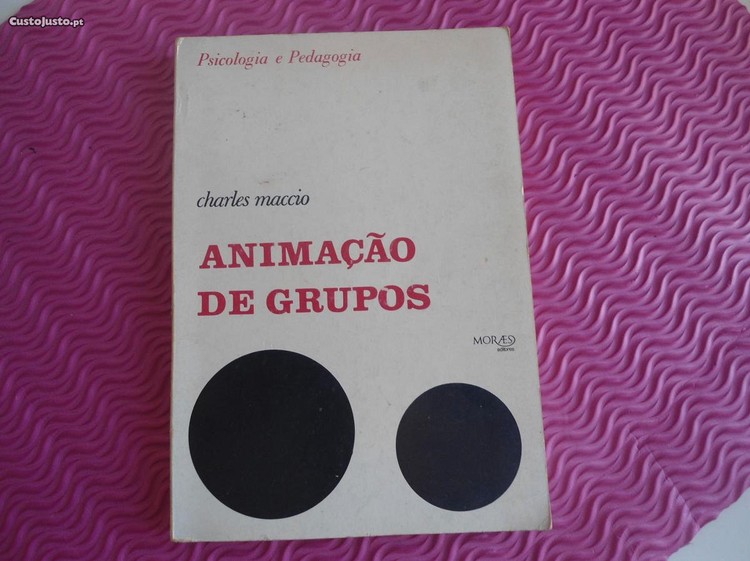 CustoJusto.pt
Psicologia e Pedagogia
charles maccio
ANIMAÇÃO
DE GRUPOS
MORÆS
editores